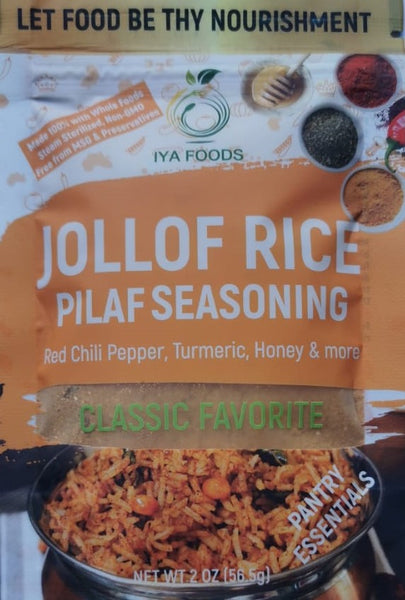 LET FOOD BE THY NOURISHMENT
Made 100% with Whole Foods
Steam Sterilized, Non-GMO
Free from MSG & Preservatives
IYA FOODS
JOLLOF RICE
PILAF SEASONING
Red Chili Pepper, Turmeric, Honey & more
CLASSIC FAVORITE
PANTRY
ESSENTIALS
NET WT 2 OZ (56.5g)